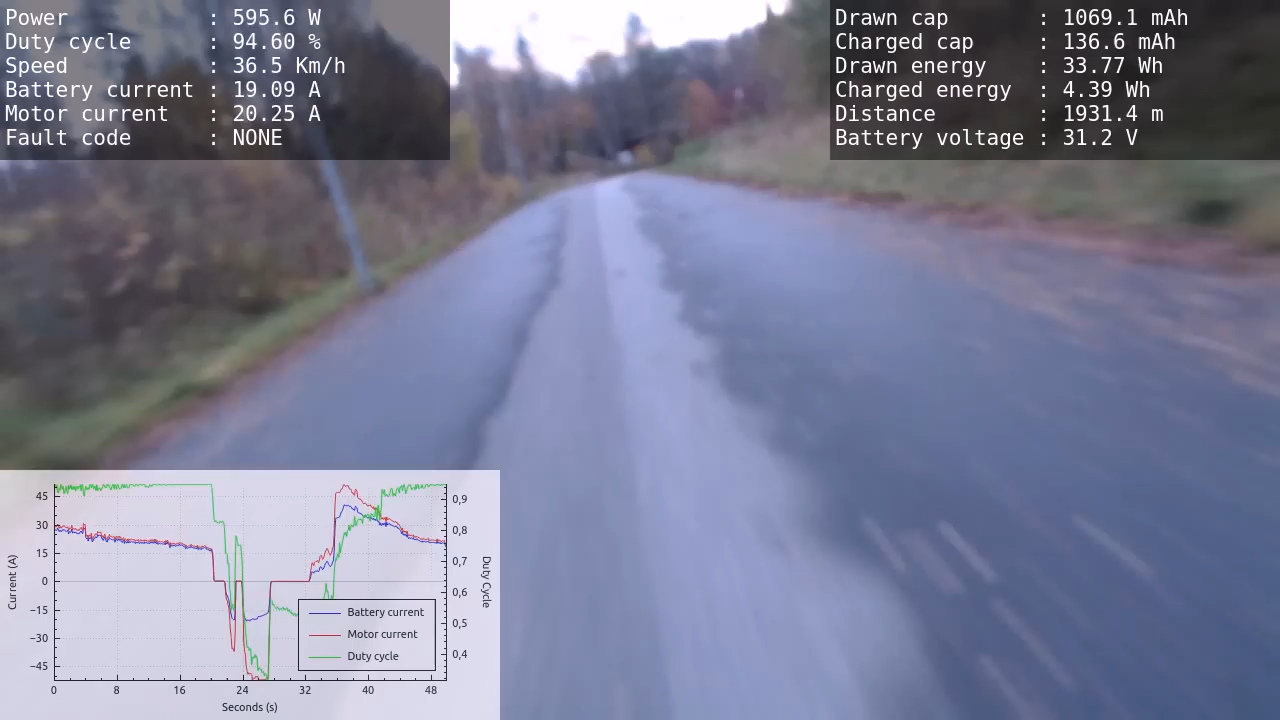 Power : 595.6 W
Duty cycle : 94.60 %
Speed : 36.5 Km/h
Battery current : 19.09 A
Motor current : 20.25 A
Fault code : NONE
Drawn cap : 1069.1 mAh
Charged cap : 136.6 mAh
Drawn energy : 33.77 Wh
Charged energy : 4.39 Wh
Distance : 1931.4 m
Battery voltage : 31.2 V
Current (A)
45
30
15
0
−15
−30
−45
0,9
0,8
0,7
0,6
0,5
0,4
Duty Cycle
Battery current
Motor current
Duty cycle
0 8 16 24 32 40 48
Seconds (s)